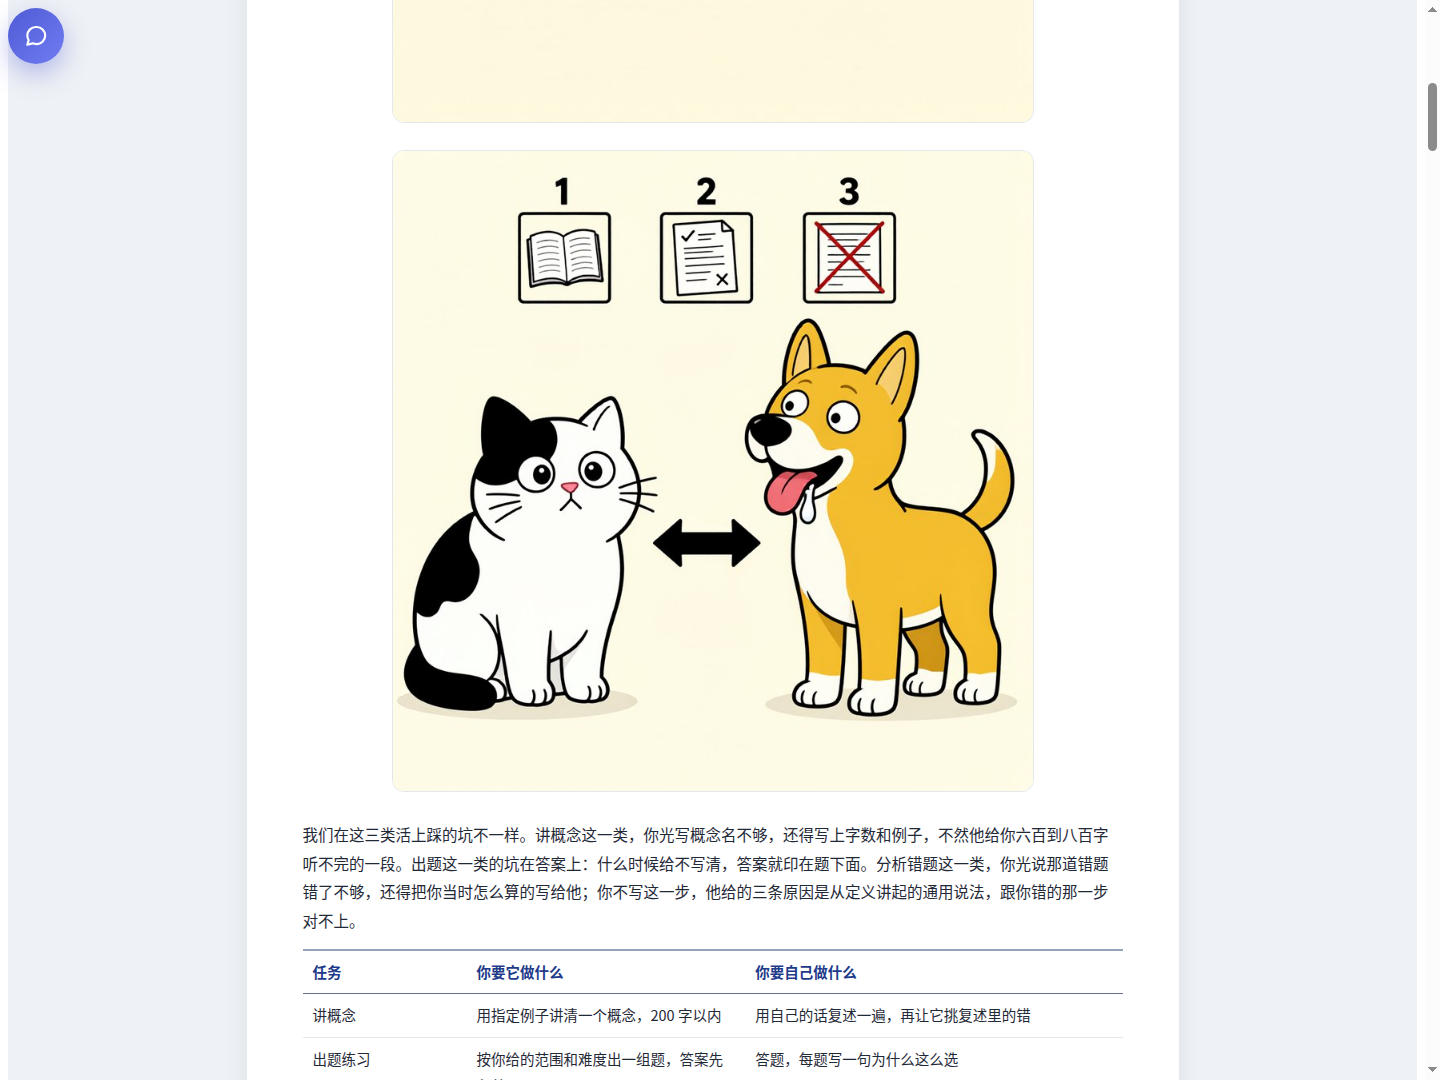 1 2 3
我们在这三类活上踩的坑不一样。讲概念这一类，你光写概念名不够，还得写上字数和例子，不然他给你六百到八百字
听不完的一段。出题这一类的坑在答案上：什么时候给不写清，答案就印在题下面。分析错题这一类，你光说那道错题
错了不够，还得把你当时怎么算的写给他；你不写这一步，他给的三条原因是从定义讲起的通用说法，跟你错的那一步
对不上。
任务 你要它做什么 你要自己做什么
讲概念 用指定例子讲清一个概念，200 字以内 用自己的话复述一遍，再让它挑复述里的错
出题练习 按你给的范围和难度出一组题，答案先 答题，每题写一句为什么这么选